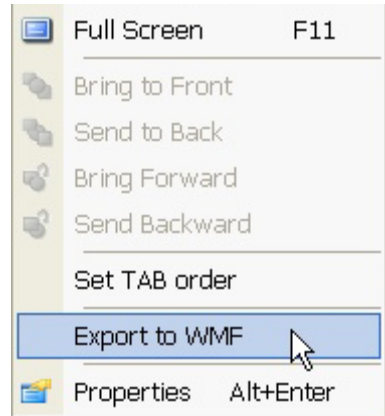 Full Screen F11
Bring to Front
Send to Back
Bring Forward
Send Backward
Set TAB order
Export to WMF
Properties Alt+Enter